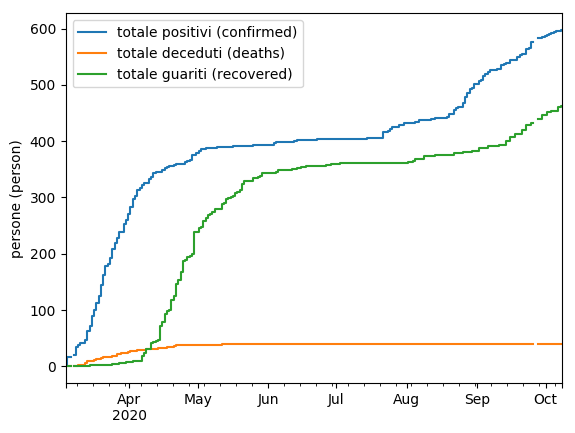 totale positivi (confirmed)
totale deceduti (deaths)
totale guariti (recovered)
persone (person)
600
500
400
300
200
100
0
Apr
2020
May
Jun
Jul
Aug
Sep
Oct